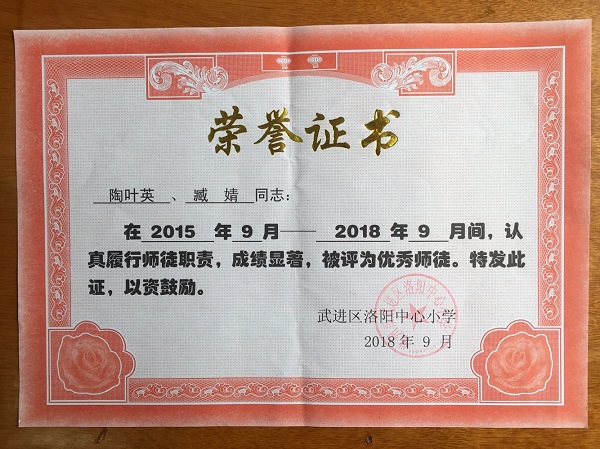 荣誉证书
陶叶英 、臧 婧 同志：
在 2015 年 9 月—— 2018 年 9 月间，认
真履行师徒职责，成绩显著，被评为优秀师徒。特发此
证，以资鼓励。
武进区洛阳中心小学
2018 年 9 月